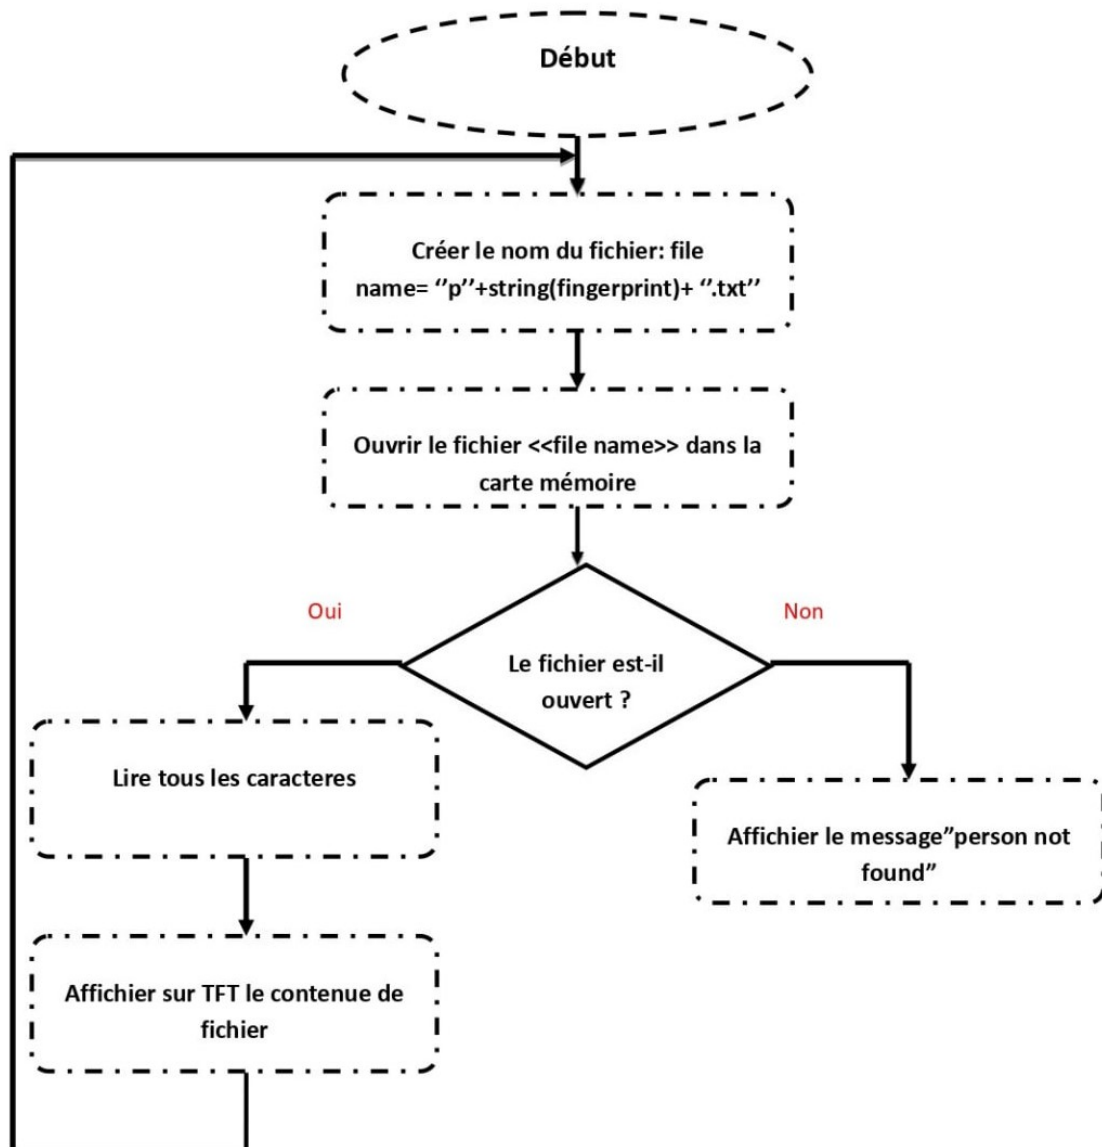 Début
Créer le nom du fichier: file
name= ‘’p’’+string(fingerprint)+ ‘’.txt’’
Ouvrir le fichier <<file name>> dans la
carte mémoire
Oui
Non
Le fichier est-il
ouvert ?
Lire tous les caracteres
Affichier le message”person not
found”
Affichier sur TFT le contenue de
fichier